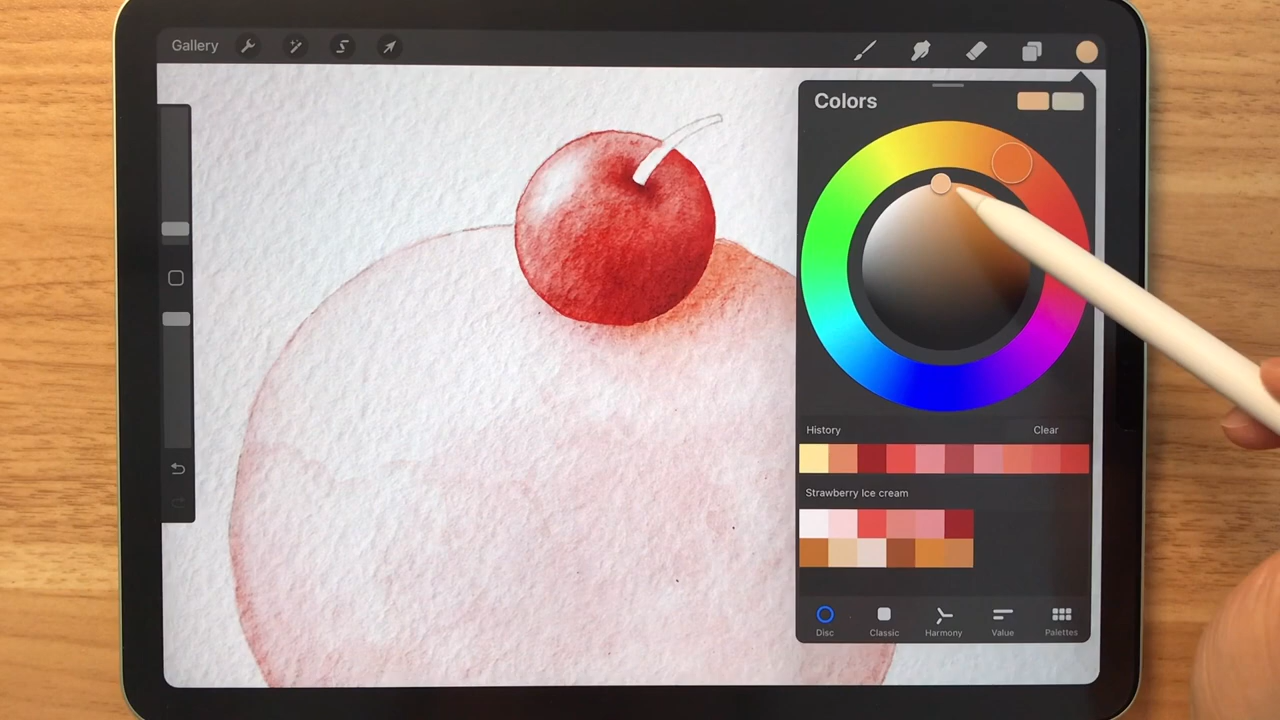 Gallery
Colors
History Clear
Strawberry Ice cream
Disc Classic Harmony Value Palettes